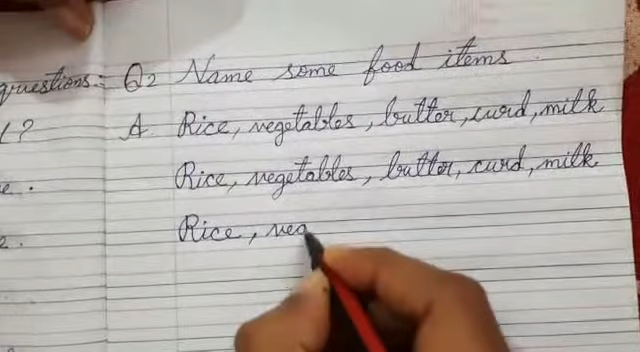 questions:- Q2 Name some food items
? A Rice, vegetables, butter, curd, milk
e. Rice, vegetables, butter, curd, milk
e. Rice, veg